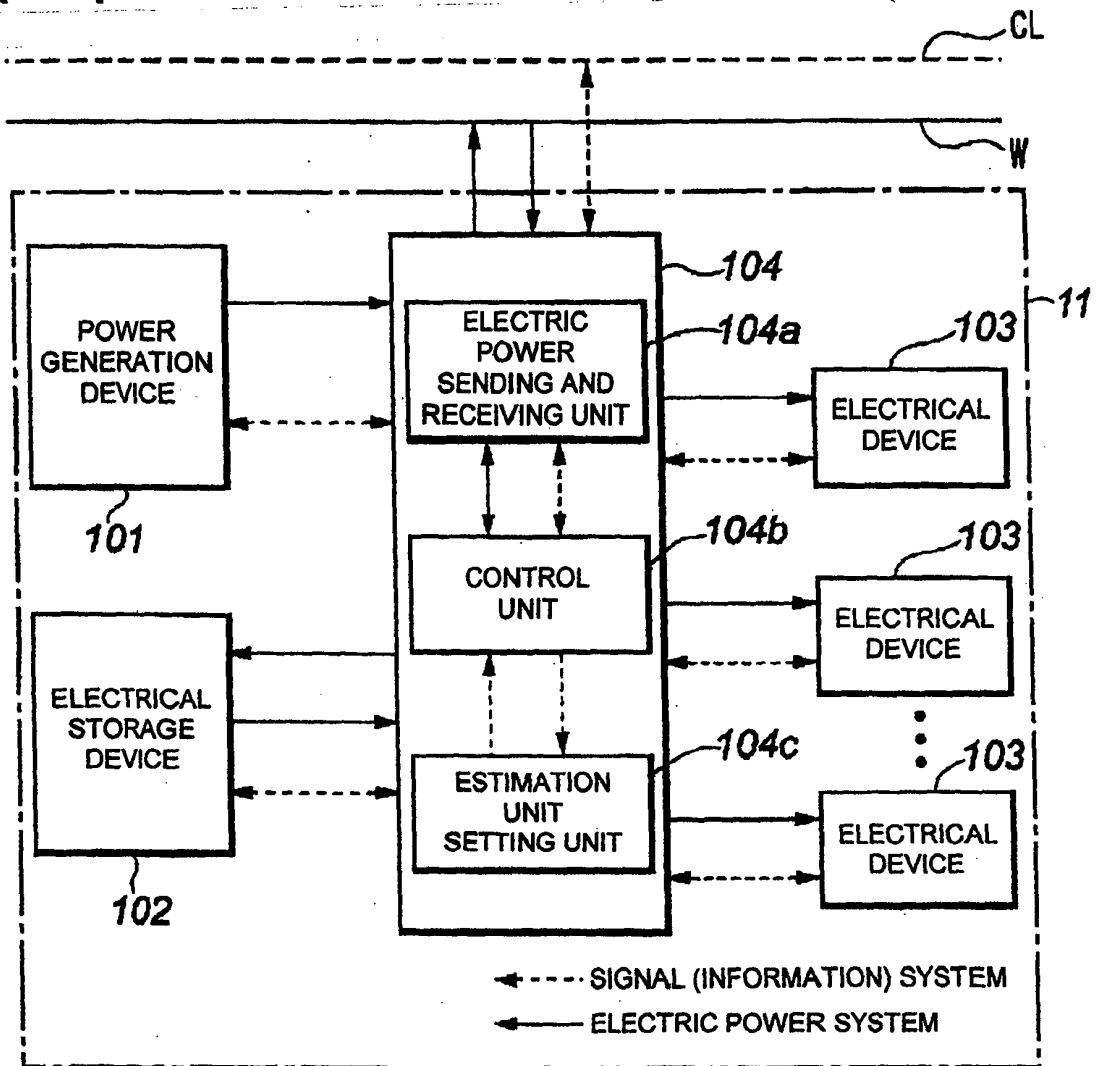 CL
W
104
11
POWER
GENERATION
DEVICE
101
ELECTRIC
POWER
SENDING AND
RECEIVING UNIT
104a
103
ELECTRICAL
DEVICE
CONTROL
UNIT
104b
103
ELECTRICAL
DEVICE
ELECTRICAL
STORAGE
DEVICE
102
ESTIMATION
UNIT
SETTING UNIT
104c
103
ELECTRICAL
DEVICE
SIGNAL (INFORMATION) SYSTEM
ELECTRIC POWER SYSTEM